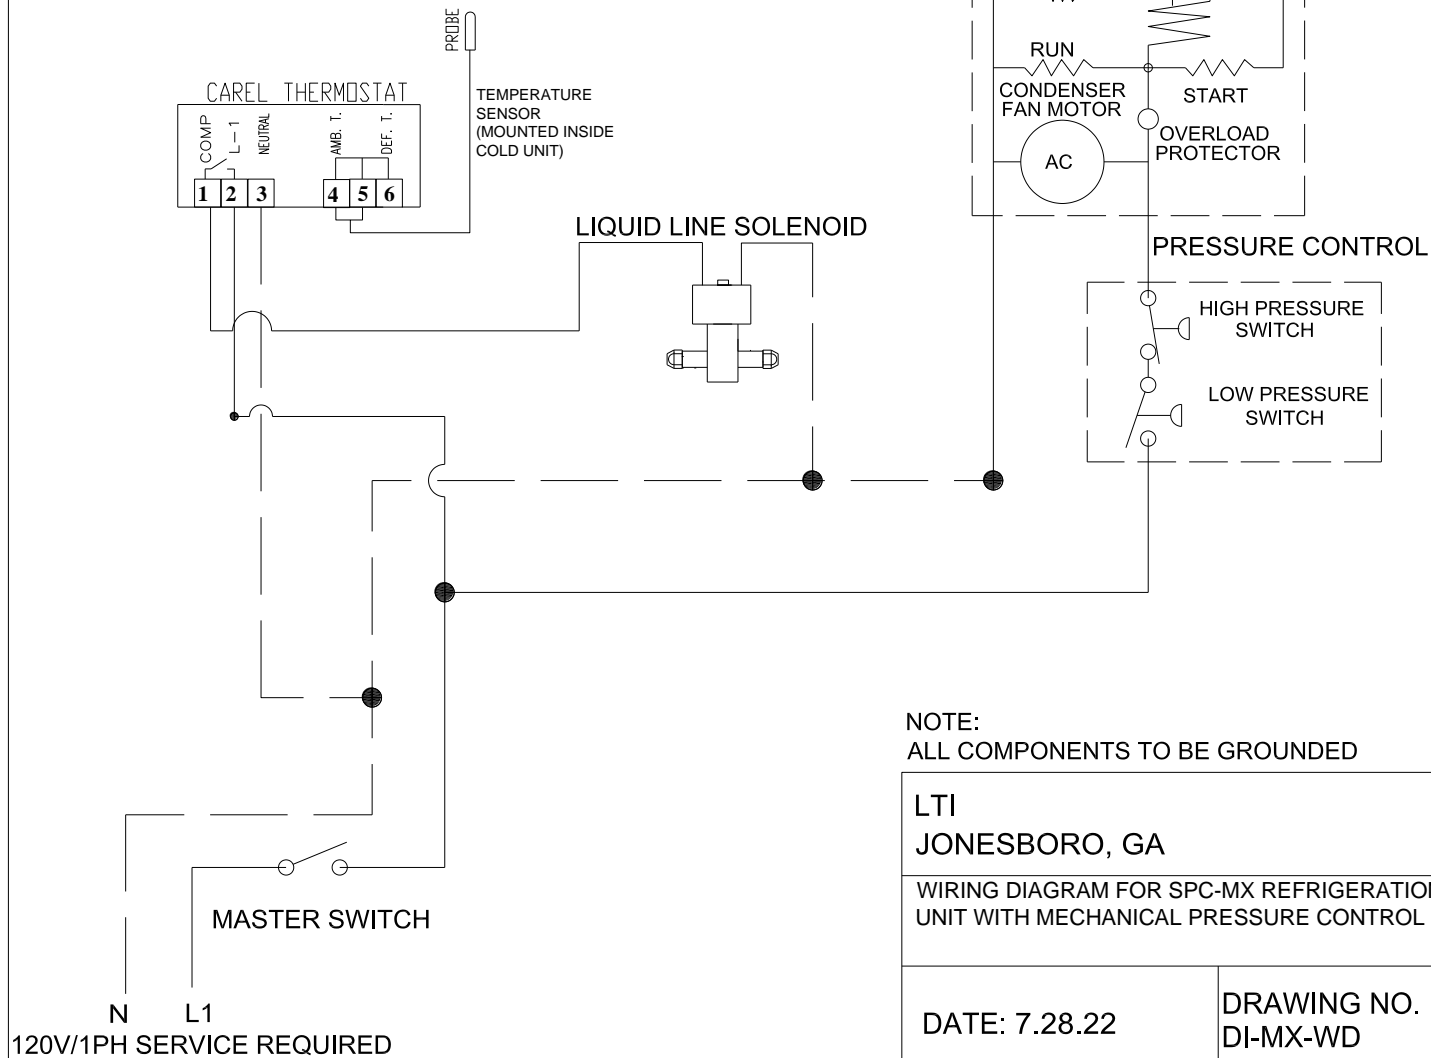 PROBE
RUN
CAREL THERMOSTAT
CONDENSER
FAN MOTOR
START
TEMPERATURE
SENSOR
(MOUNTED INSIDE
COLD UNIT)
COMP
L-1
NEUTRAL
AMB. T.
DEF. T.
OVERLOAD
PROTECTOR
AC
1 2 3 4 5 6
LIQUID LINE SOLENOID
PRESSURE CONTROL
HIGH PRESSURE
SWITCH
LOW PRESSURE
SWITCH
NOTE:
ALL COMPONENTS TO BE GROUNDED
LTI
JONESBORO, GA
WIRING DIAGRAM FOR SPC-MX REFRIGERATION
UNIT WITH MECHANICAL PRESSURE CONTROL
MASTER SWITCH
N L1
120V/1PH SERVICE REQUIRED
DATE: 7.28.22
DRAWING NO.
DI-MX-WD